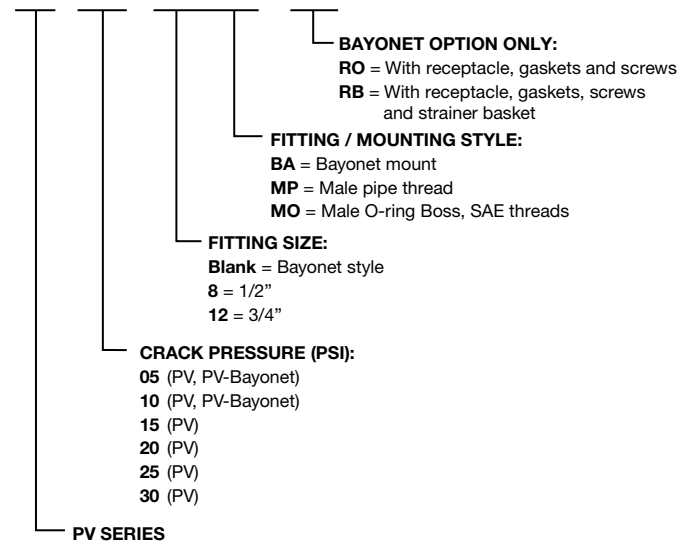 BAYONET OPTION ONLY:
RO = With receptacle, gaskets and screws
RB = With receptacle, gaskets, screws
and strainer basket
FITTING / MOUNTING STYLE:
BA = Bayonet mount
MP = Male pipe thread
MO = Male O-ring Boss, SAE threads
FITTING SIZE:
Blank = Bayonet style
8 = 1/2”
12 = 3/4”
CRACK PRESSURE (PSI):
05 (PV, PV-Bayonet)
10 (PV, PV-Bayonet)
15 (PV)
20 (PV)
25 (PV)
30 (PV)
PV SERIES